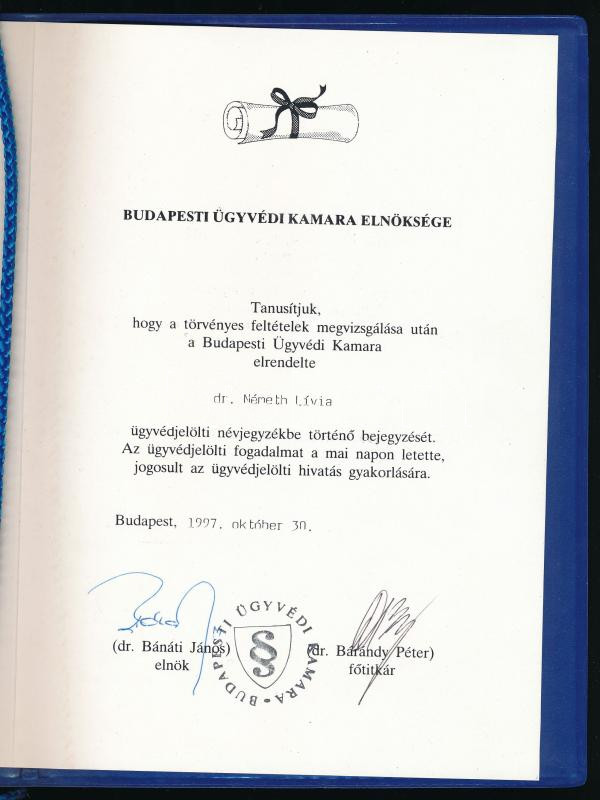 BUDAPESTI ÜGYVÉDI KAMARA ELNÖKSÉGE
Tanusítjuk,
hogy a törvényes feltételek megvizsgálása után
a Budapesti Ügyvédi Kamara
elrendelte
dr. Németh Lívia
ügyvédjelölti névjegyzékbe történő bejegyzését.
Az ügyvédjelölti fogadalmat a mai napon letette,
jogosult az ügyvédjelölti hivatás gyakorlására.
Budapest, 1997. október 30.
(dr. Bánáti János)
elnök
BUDAPESTI ÜGYVÉDI KAMARA
§
(dr. Bárándy Péter)
főtitkár